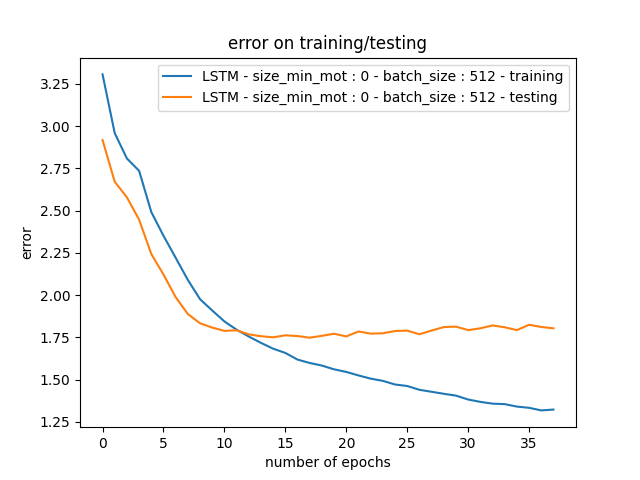 error on training/testing
LSTM - size_min_mot : 0 - batch_size : 512 - training
LSTM - size_min_mot : 0 - batch_size : 512 - testing
error
3.25
3.00
2.75
2.50
2.25
2.00
1.75
1.50
1.25
0 5 10 15 20 25 30 35
number of epochs